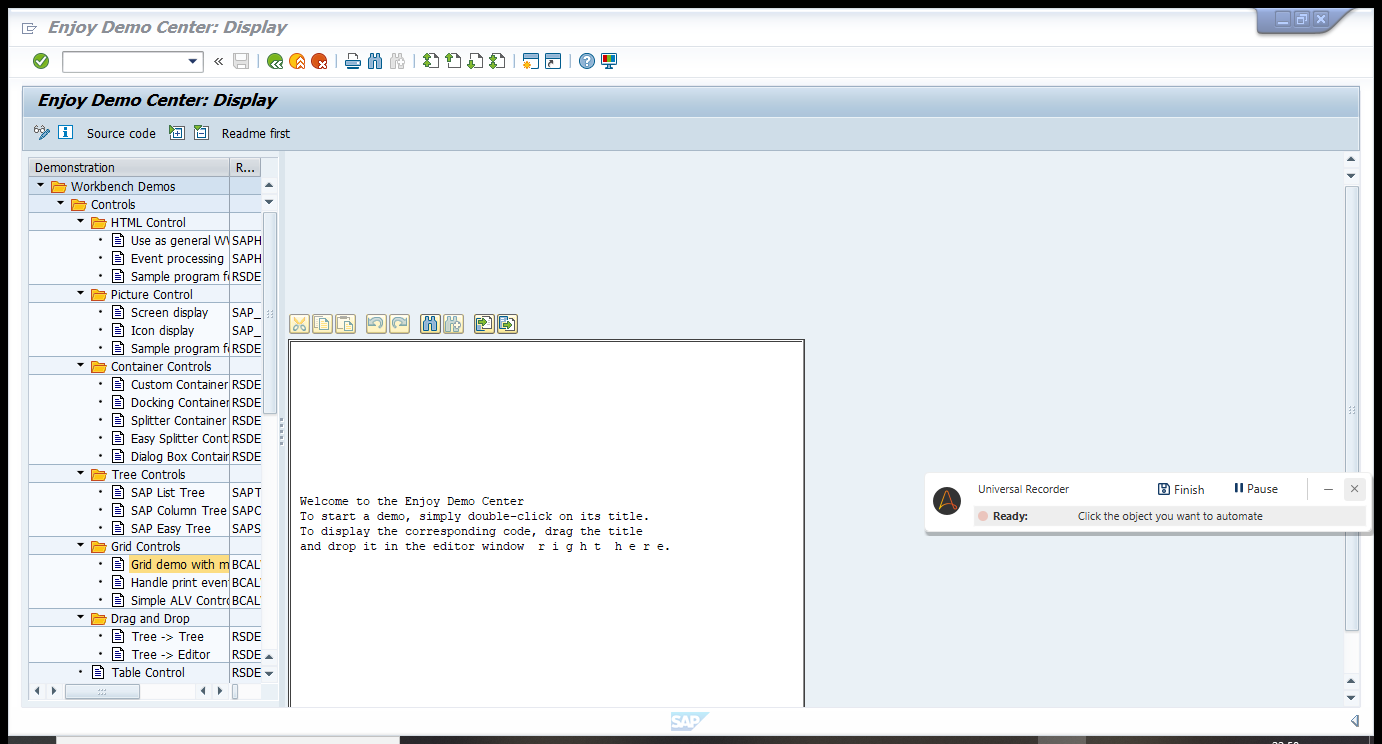 Enjoy Demo Center: Display
Enjoy Demo Center: Display
Source code Readme first
Demonstration R...
Workbench Demos
Controls
HTML Control
Use as general SAPH
Event processing SAPH
Sample program RSDE
Picture Control
Screen display SAP_
Icon display SAP_
Sample program RSDE
Container Controls
Custom Container RSDE
Docking Container RSDE
Splitter Container RSDE
Easy Splitter Cont RSDE
Dialog Box Contain RSDE
Tree Controls
SAP List Tree SAPT
SAP Column Tree SAPC
SAP Easy Tree SAPS
Grid Controls
Grid demo with m BCAL
Handle print even BCAL
Simple ALV Contr BCAL
Drag and Drop
Tree -> Tree RSDE
Tree -> Editor RSDE
Table Control RSDE
Welcome to the Enjoy Demo Center
To start a demo, simply double-click on its title.
To display the corresponding code, drag the title
and drop it in the editor window r i g h t h e r e.
Universal Recorder Finish Pause
Ready: Click the object you want to automate
SAP